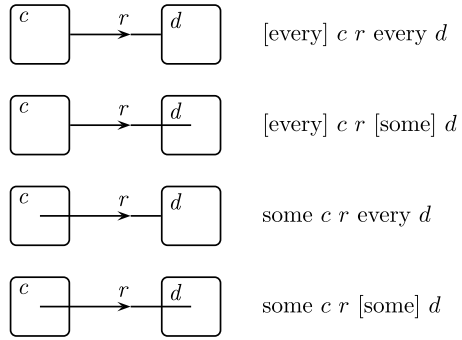 c r d [every] c r every d
c r d [every] c r [some] d
c r d some c r every d
c r d some c r [some] d